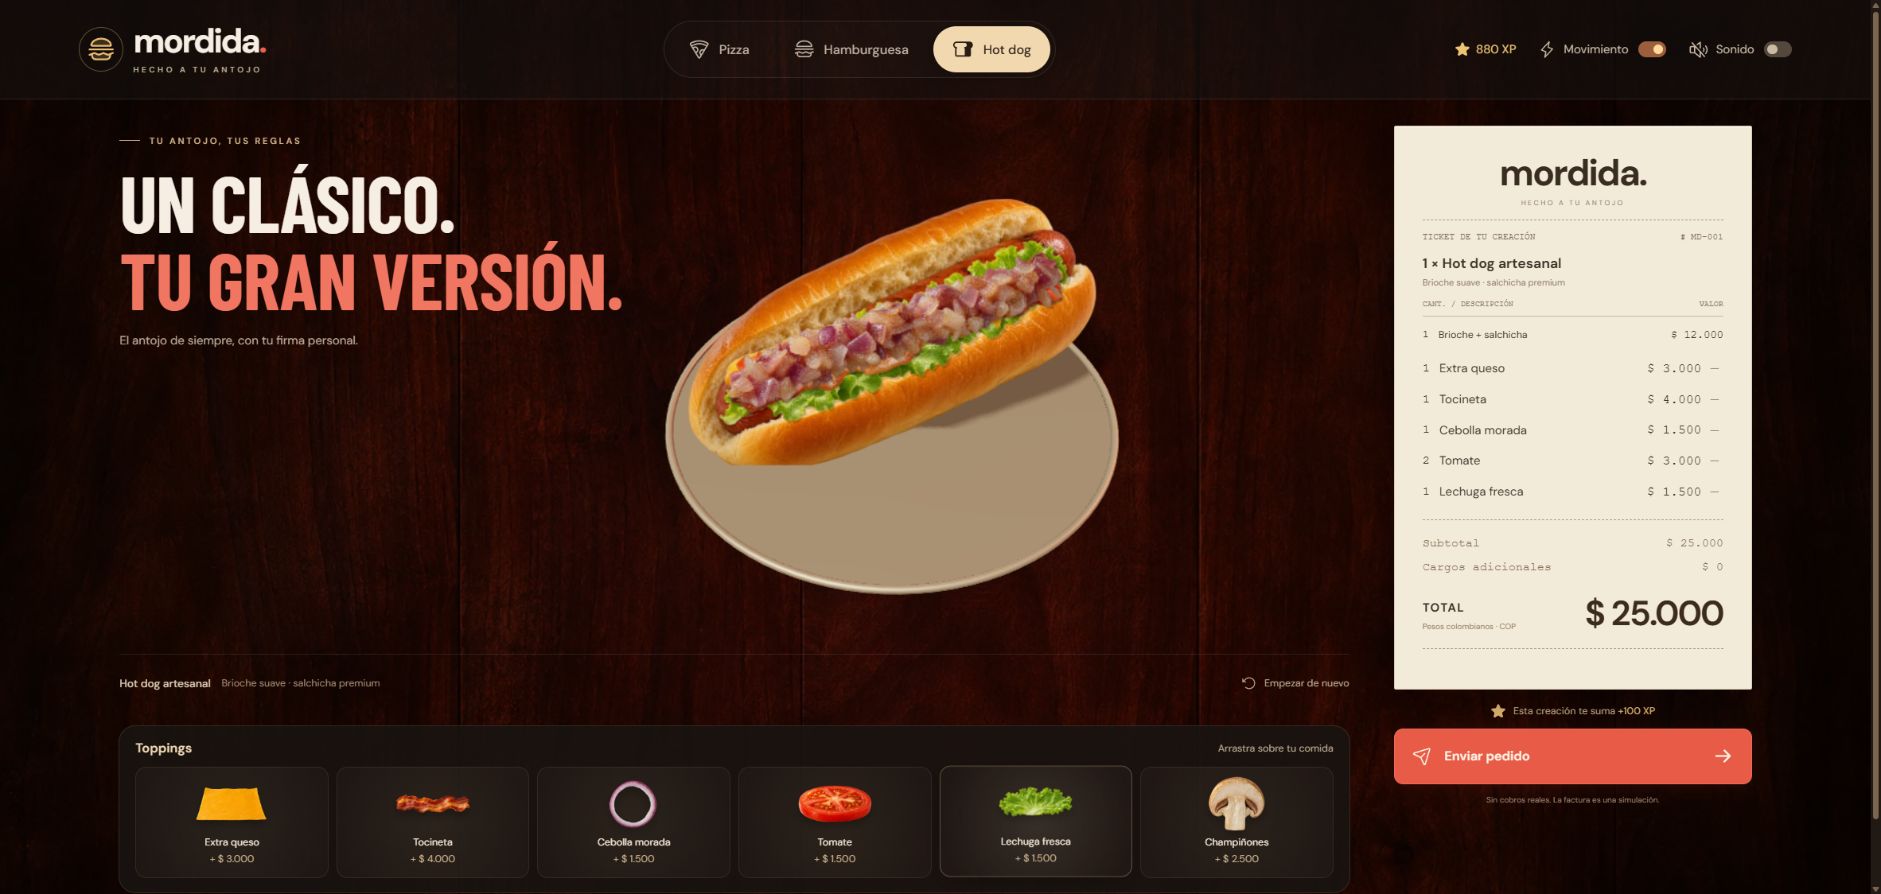 mordida.
HECHO A TU ANTOJO
Pizza
Hamburguesa
Hot dog
880 XP
Movimiento
Sonido
TU ANTOJO, TUS REGLAS
UN CLÁSICO.
TU GRAN VERSIÓN.
El antojo de siempre, con tu firma personal.
mordida.
HECHO A TU ANTOJO
TICKET DE TU CREACIÓN # MD-001
1 × Hot dog artesanal
Brioche suave · salchicha premium
CANT. / DESCRIPCIÓN VALOR
1 Brioche + salchicha $ 12.000
1 Extra queso $ 3.000 —
1 Tocineta $ 4.000 —
1 Cebolla morada $ 1.500 —
2 Tomate $ 3.000 —
1 Lechuga fresca $ 1.500 —
Subtotal $ 25.000
Cargos adicionales $ 0
TOTAL $ 25.000
Pesos colombianos · COP
Esta creación te suma +100 XP
Enviar pedido
Sin cobros reales. La factura es una simulación.
Hot dog artesanal Brioche suave · salchicha premium
Empezar de nuevo
Toppings
Arrastra sobre tu comida
Extra queso
+ $ 3.000
Tocineta
+ $ 4.000
Cebolla morada
+ $ 1.500
Tomate
+ $ 1.500
Lechuga fresca
+ $ 1.500
Champiñones
+ $ 2.500